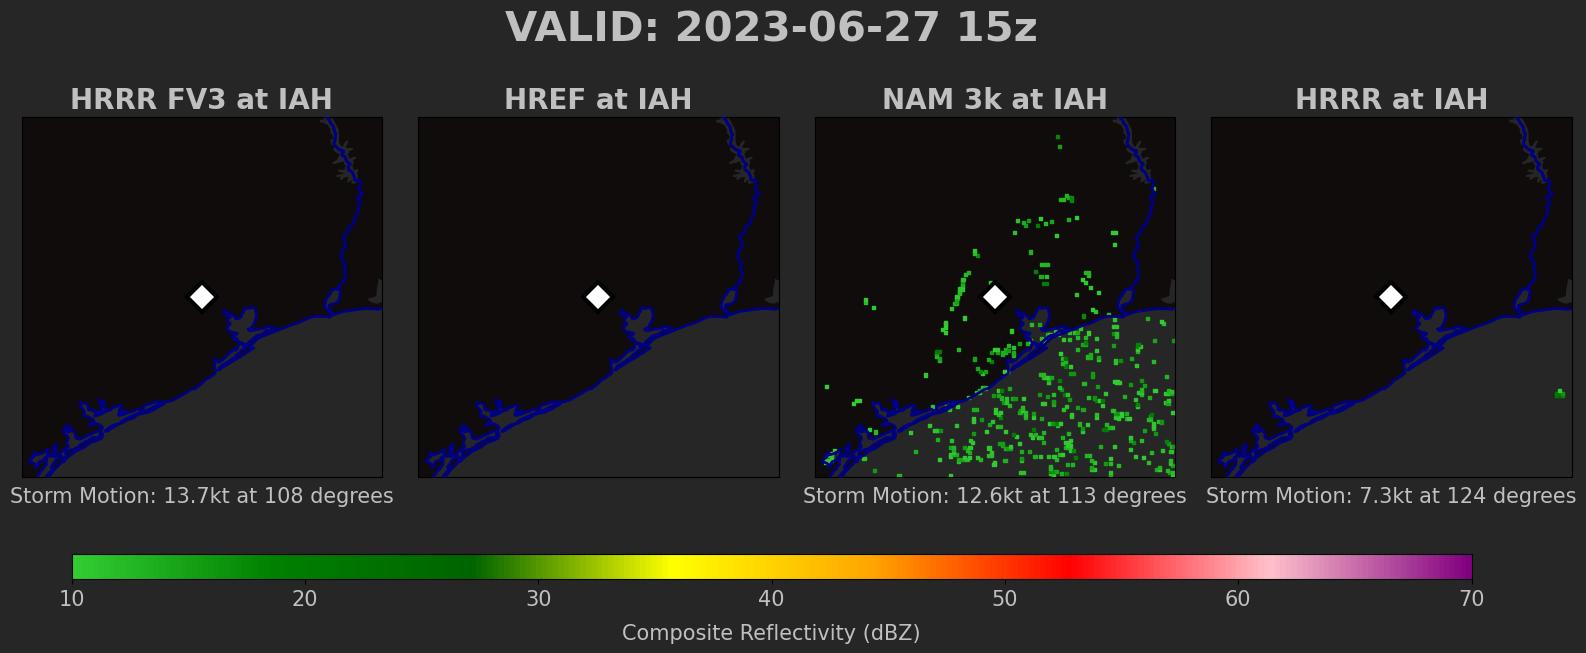 VALID: 2023-06-27 15z
HRRR FV3 at IAH
HREF at IAH
NAM 3k at IAH
HRRR at IAH
Storm Motion: 13.7kt at 108 degrees
Storm Motion: 12.6kt at 113 degrees
Storm Motion: 7.3kt at 124 degrees
10 20 30 40 50 60 70
Composite Reflectivity (dBZ)